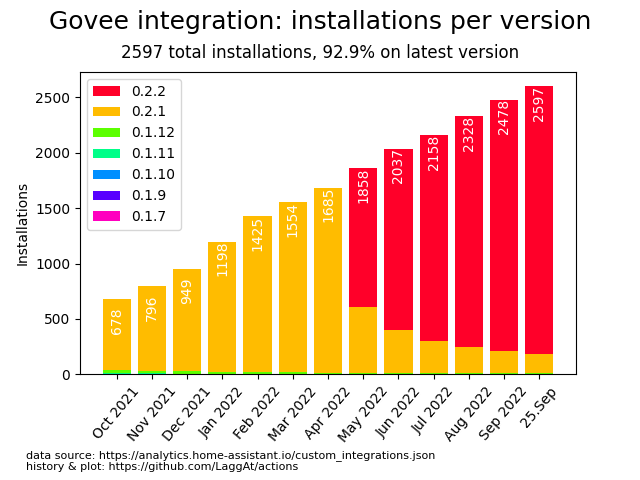 Govee integration: installations per version
2597 total installations, 92.9% on latest version
Installations
2500
2000
1500
1000
500
0
0.2.2
0.2.1
0.1.12
0.1.11
0.1.10
0.1.9
0.1.7
678
796
949
1198
1425
1554
1685
1858
2037
2158
2328
2478
2597
Oct 2021
Nov 2021
Dec 2021
Jan 2022
Feb 2022
Mar 2022
Apr 2022
May 2022
Jun 2022
Jul 2022
Aug 2022
Sep 2022
25.Sep
data source: https://analytics.home-assistant.io/custom_integrations.json
history & plot: https://github.com/LaggAt/actions